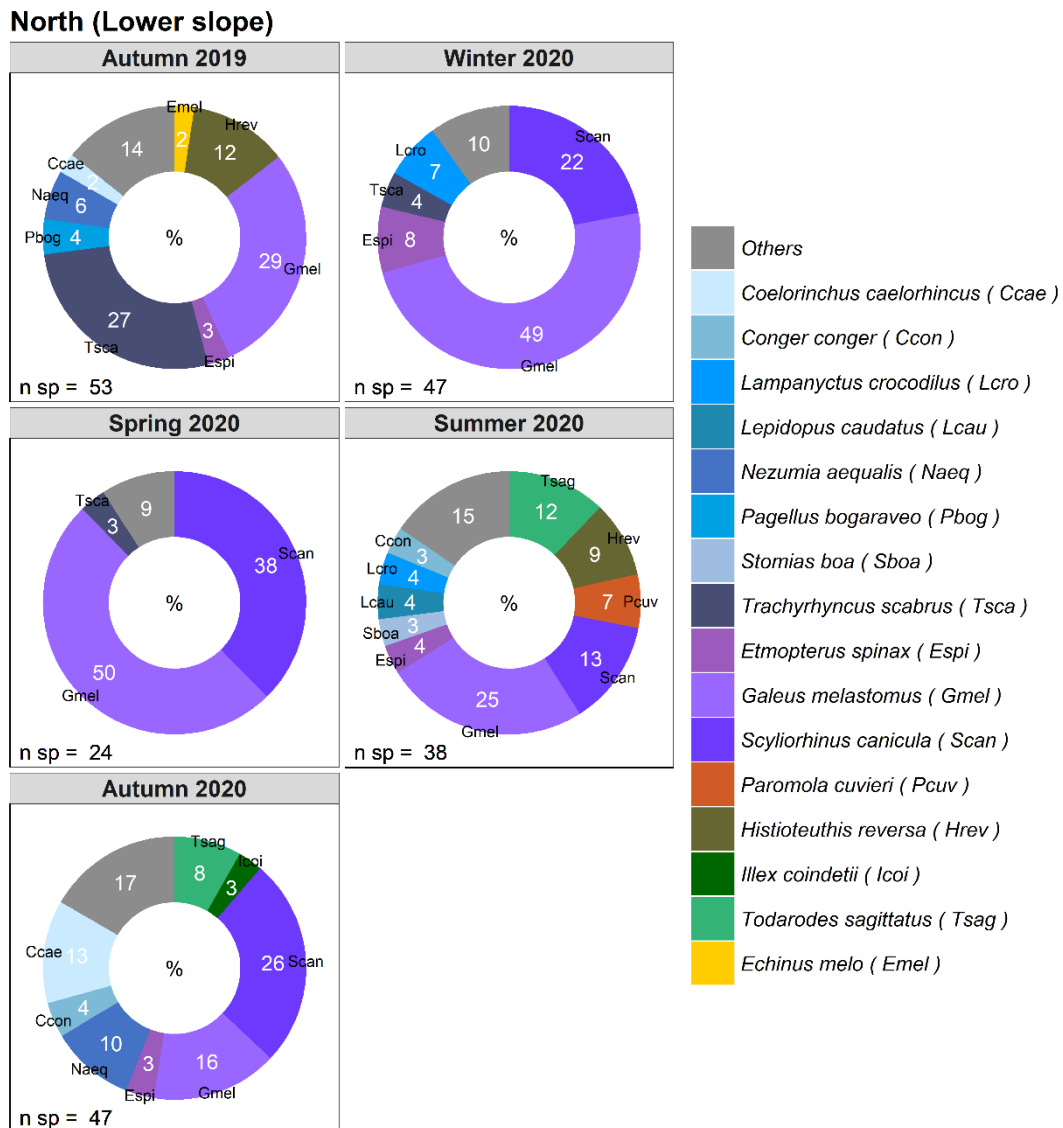 North (Lower slope)
Autumn 2019
Emel
2
Hrev
12
29
Gmel
3
Espi
27
Tsca
4
Pbog
6
Naeq
2
Ccae
14
%
n sp = 53
Winter 2020
Scan
22
49
Gmel
8
Espi
4
Tsca
7
Lcro
10
%
n sp = 47
Spring 2020
38
Scan
50
Gmel
3
Tsca
9
%
n sp = 24
Summer 2020
Tsag
12
Hrev
9
7
Pcuv
13
Scan
25
Gmel
4
Espi
3
Sboa
4
Lcau
4
Lcro
3
Ccon
15
%
n sp = 38
Autumn 2020
Tsag
8
Icoi
3
26
Scan
16
Gmel
3
Espi
10
Naeq
4
Ccon
13
Ccae
17
%
n sp = 47
Others
Coelorinchus caelorhincus ( Ccae )
Conger conger ( Ccon )
Lampanyctus crocodilus ( Lcro )
Lepidopus caudatus ( Lcau )
Nezumia aequalis ( Naeq )
Pagellus bogaraveo ( Pbog )
Stomias boa ( Sboa )
Trachyrhyncus scabrus ( Tsca )
Etmopterus spinax ( Espi )
Galeus melastomus ( Gmel )
Scyliorhinus canicula ( Scan )
Paromola cuvieri ( Pcuv )
Histioteuthis reversa ( Hrev )
Illex coindetii ( Icoi )
Todarodes sagittatus ( Tsag )
Echinus melo ( Emel )